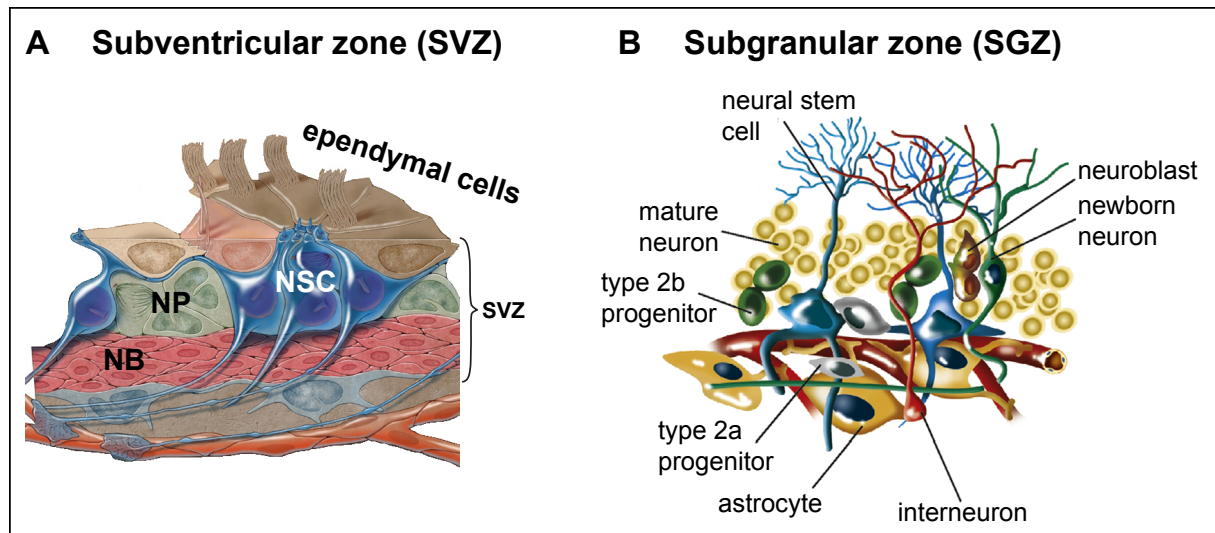 A Subventricular zone (SVZ)
ependymal cells
NSC
NP
NB
SVZ
B Subgranular zone (SGZ)
neural stem
cell
neuroblast
newborn
neuron
mature
neuron
type 2b
progenitor
type 2a
progenitor
astrocyte
interneuron